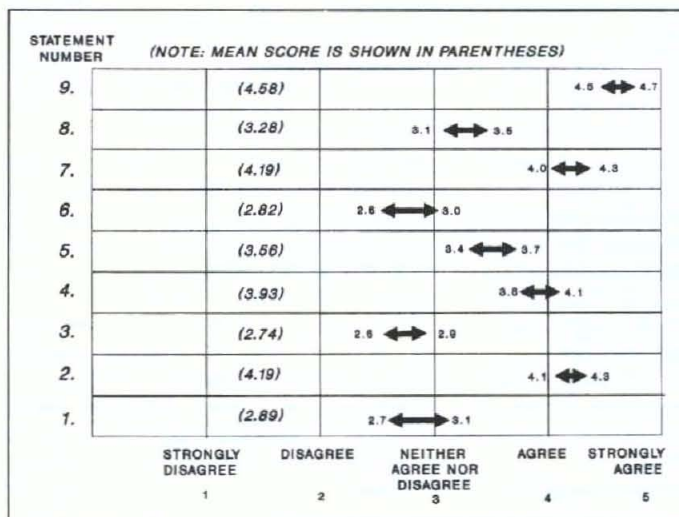 STATEMENT NUMBER (NOTE: MEAN SCORE IS SHOWN IN PARENTHESES)
9. (4.58) 4.5 4.7
8. (3.28) 3.1 3.5
7. (4.19) 4.0 4.3
6. (2.82) 2.6 3.0
5. (3.56) 3.4 3.7
4. (3.93) 3.8 4.1
3. (2.74) 2.6 2.9
2. (4.19) 4.1 4.3
1. (2.89) 2.7 3.1
STRONGLY DISAGREE DISAGREE NEITHER AGREE NOR DISAGREE AGREE STRONGLY AGREE
1 2 3 4 5